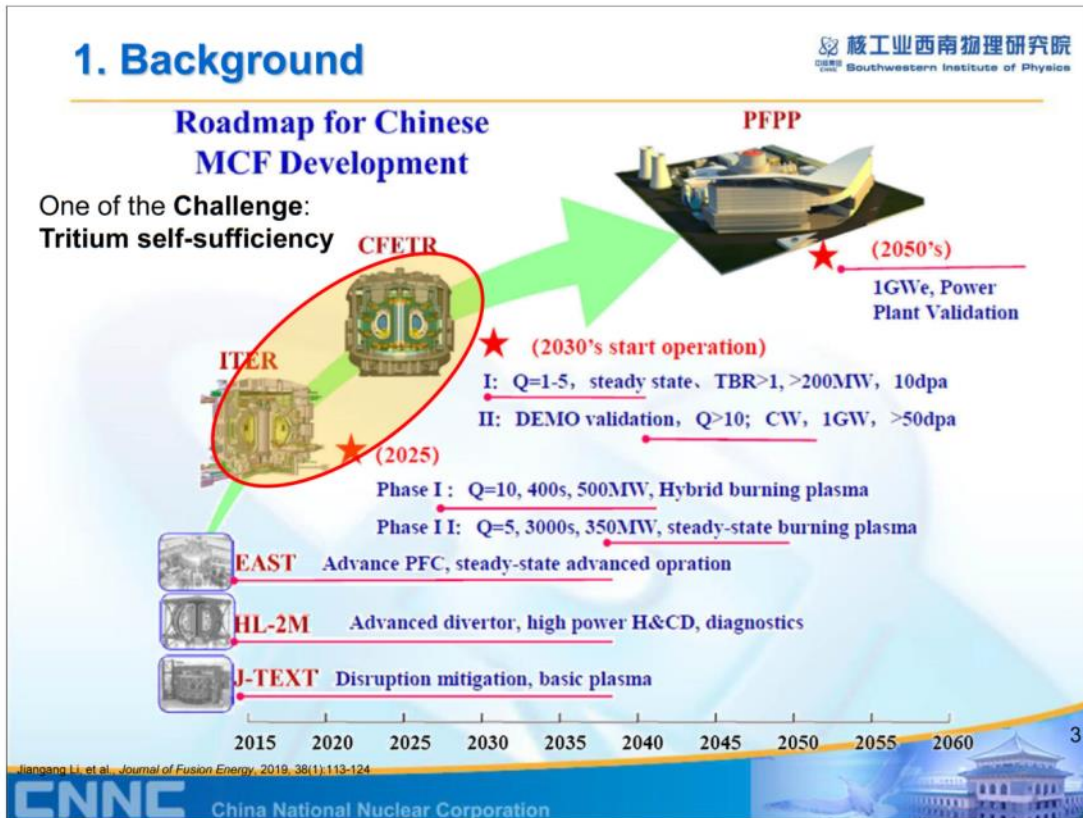 1. Background
核工业西南物理研究院
中核集团
CNNC
Southwestern Institute of Physics
Roadmap for Chinese
MCF Development
PFPP
One of the Challenge:
Tritium self-sufficiency
CFETR
(2050's)
1GWe, Power
Plant Validation
ITER
(2030's start operation)
I: Q=1-5，steady state、TBR>1, >200MW，10dpa
II: DEMO validation，Q>10; CW，1GW，>50dpa
(2025)
Phase I： Q=10, 400s, 500MW, Hybrid burning plasma
Phase I I: Q=5, 3000s, 350MW, steady-state burning plasma
EAST Advance PFC, steady-state advanced opration
HL-2M Advanced divertor, high power H&CD, diagnostics
J-TEXT Disruption mitigation, basic plasma
2015 2020 2025 2030 2035 2040 2045 2050 2055 2060
3
Jiangang Li, et al., Journal of Fusion Energy, 2019, 38(1):113-124
CNNC China National Nuclear Corporation